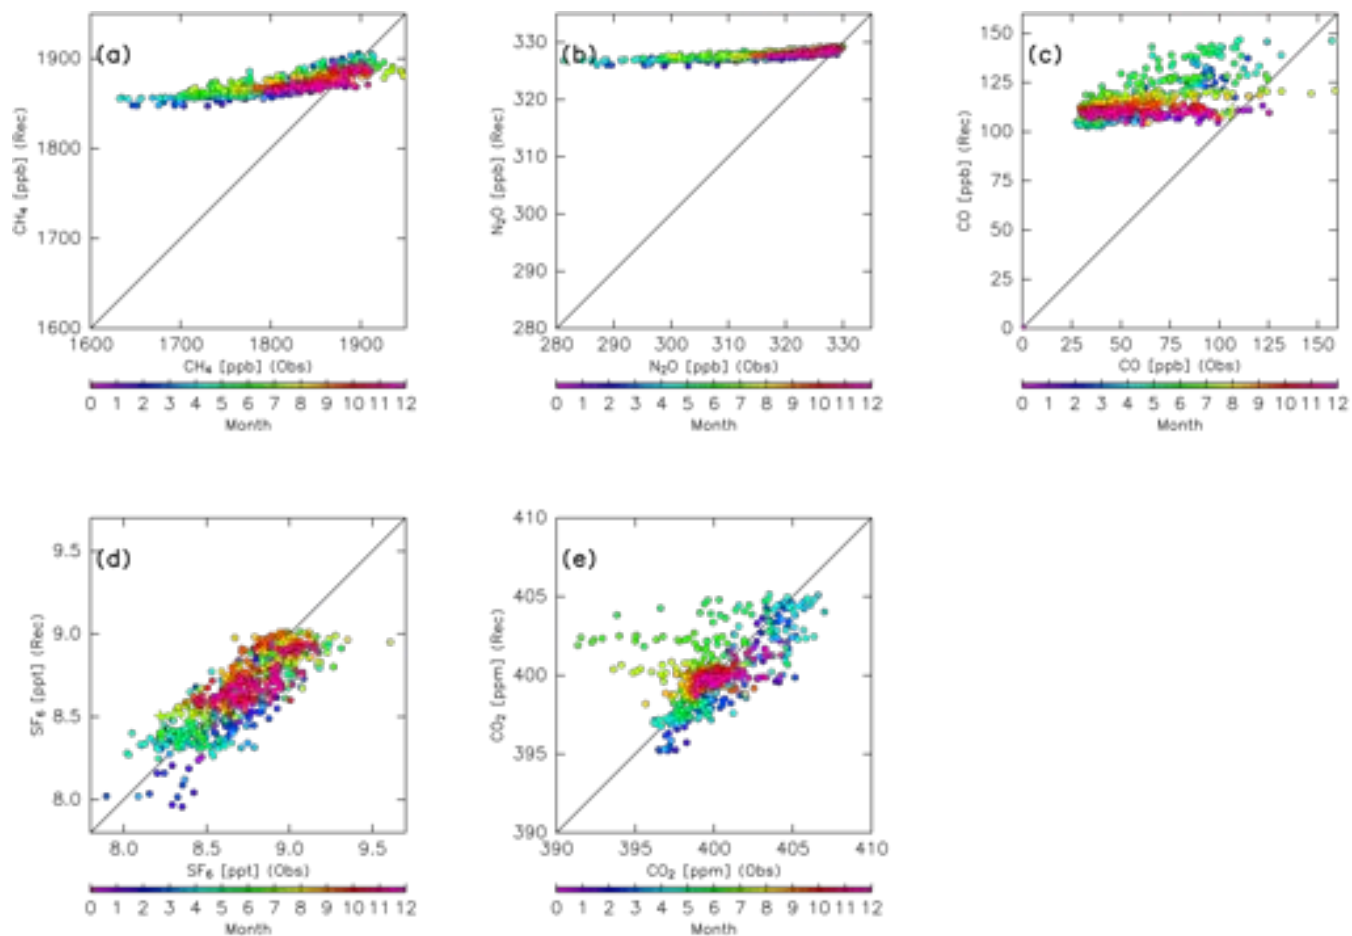 (a)
CH₄ [ppb] (Rec)
1900
1800
1700
1600
1600 1700 1800 1900
CH₄ [ppb] (Obs)
0 1 2 3 4 5 6 7 8 9 10 11 12
Month
(b)
N₂O [ppb] (Rec)
330
320
310
300
290
280
280 290 300 310 320 330
N₂O [ppb] (Obs)
0 1 2 3 4 5 6 7 8 9 10 11 12
Month
(c)
CO [ppb] (Rec)
150
125
100
75
50
25
0
0 25 50 75 100 125 150
CO [ppb] (Obs)
0 1 2 3 4 5 6 7 8 9 10 11 12
Month
(d)
SF₆ [ppt] (Rec)
9.5
9.0
8.5
8.0
8.0 8.5 9.0 9.5
SF₆ [ppt] (Obs)
0 1 2 3 4 5 6 7 8 9 10 11 12
Month
(e)
CO₂ [ppm] (Rec)
410
405
400
395
390
390 395 400 405 410
CO₂ [ppm] (Obs)
0 1 2 3 4 5 6 7 8 9 10 11 12
Month